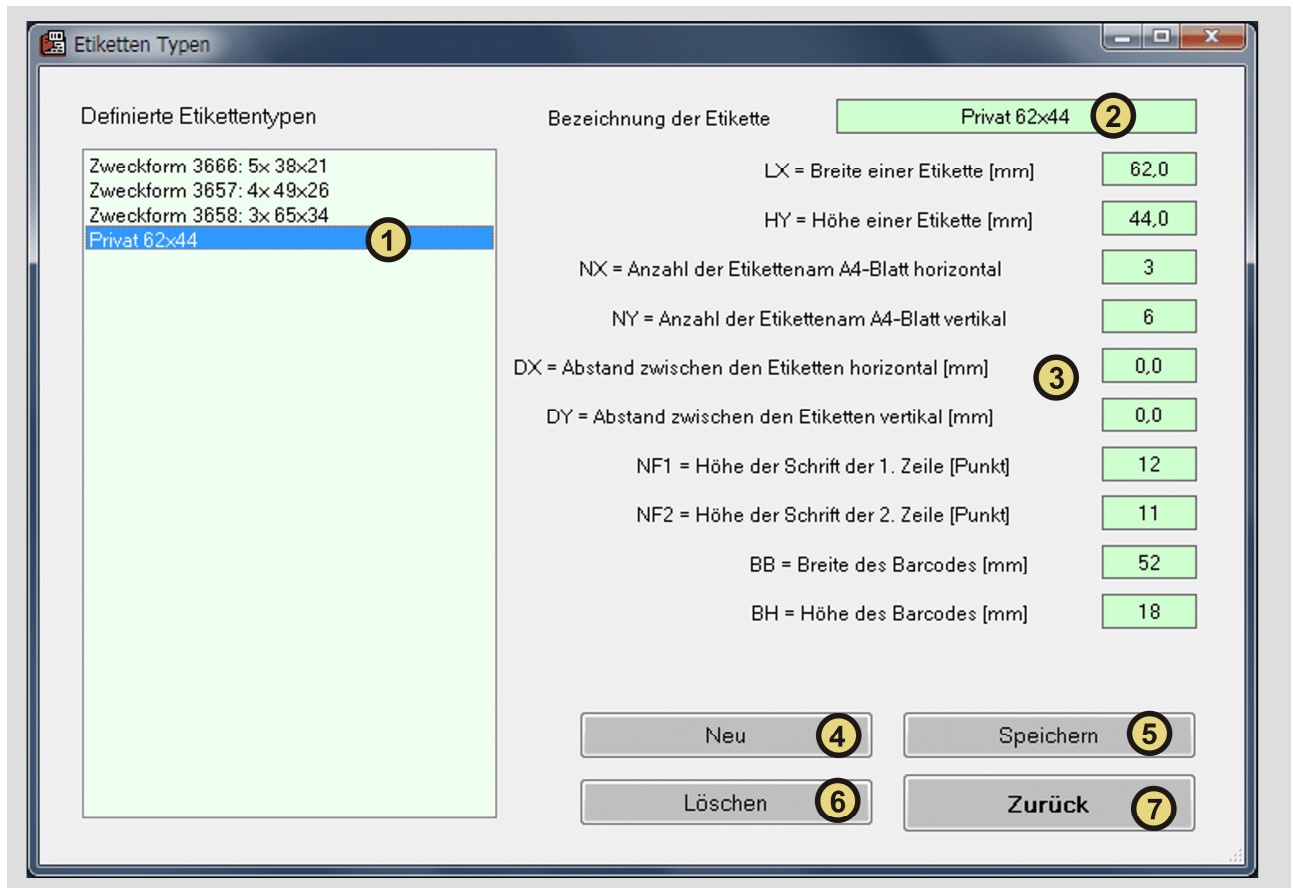 Etiketten Typen
Definierte Etikettentypen
Zweckform 3666: 5x 38x21
Zweckform 3657: 4x 49x26
Zweckform 3658: 3x 65x34
Privat 62x44 1
Bezeichnung der Etikette Privat 62x44 2
LX = Breite einer Etikette [mm] 62,0
HY = Höhe einer Etikette [mm] 44,0
NX = Anzahl der Etikettenam A4-Blatt horizontal 3
NY = Anzahl der Etikettenam A4-Blatt vertikal 6
DX = Abstand zwischen den Etiketten horizontal [mm] 3 0,0
DY = Abstand zwischen den Etiketten vertikal [mm] 0,0
NF1 = Höhe der Schrift der 1. Zeile [Punkt] 12
NF2 = Höhe der Schrift der 2. Zeile [Punkt] 11
BB = Breite des Barcodes [mm] 52
BH = Höhe des Barcodes [mm] 18
Neu 4 Speichern 5
Löschen 6 Zurück 7